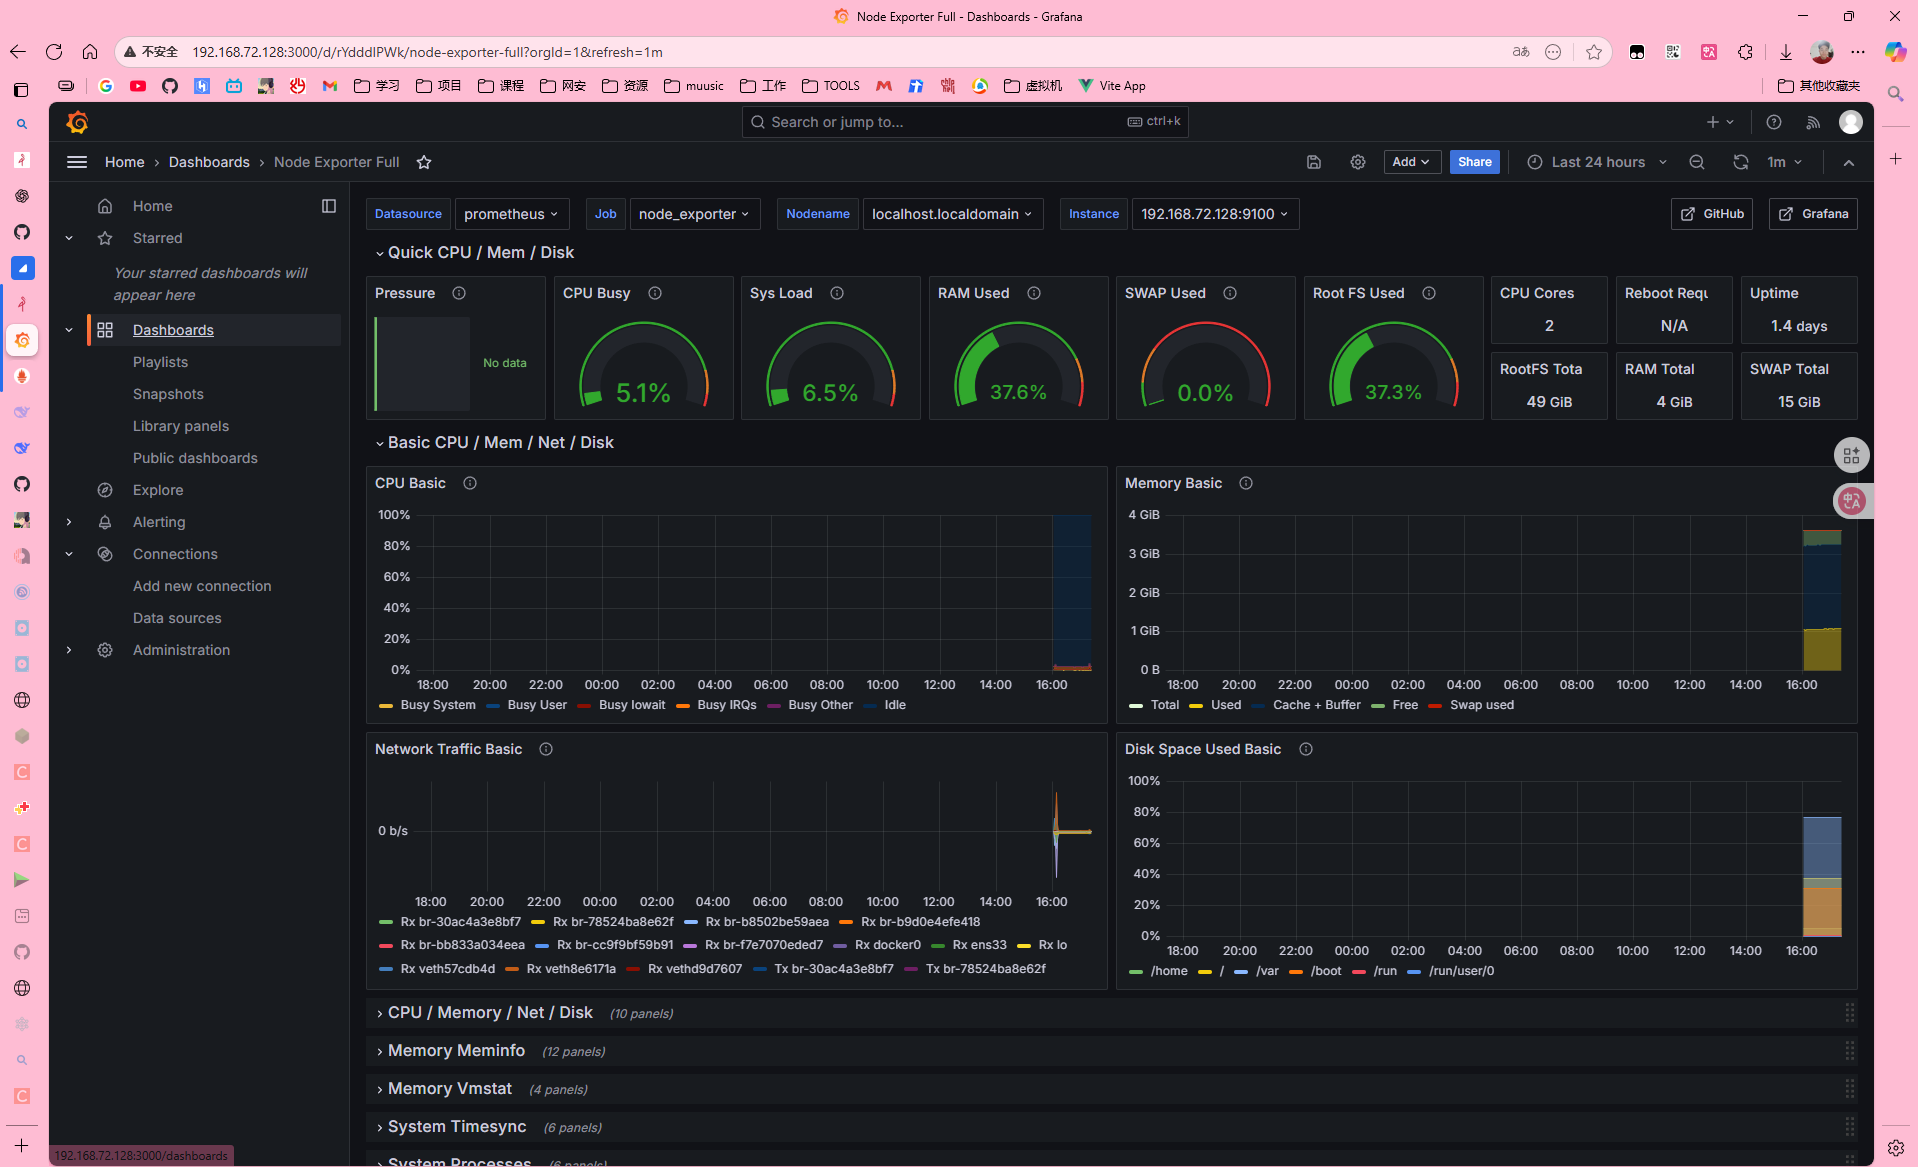 Node Exporter Full - Dashboards - Grafana
不安全 192.168.72.128:3000/d/rYdddlPWk/node-exporter-full?orgId=1&refresh=1m
学习 项目 课程 网安 资源 muusic 工作 TOOLS 虚拟机 Vite App 其他收藏夹
Search or jump to... ctrl+k
Home › Dashboards › Node Exporter Full Add Share Last 24 hours 1m
Home
Starred
Your starred dashboards will
appear here
Dashboards
Playlists
Snapshots
Library panels
Public dashboards
Explore
Alerting
Connections
Add new connection
Data sources
Administration
Datasource prometheus Job node_exporter Nodename localhost.localdomain Instance 192.168.72.128:9100 GitHub Grafana
Quick CPU / Mem / Disk
Pressure
No data
CPU Busy
5.1%
Sys Load
6.5%
RAM Used
37.6%
SWAP Used
0.0%
Root FS Used
37.3%
CPU Cores
2
Reboot Requ
N/A
Uptime
1.4 days
RootFS Tota
49 GiB
RAM Total
4 GiB
SWAP Total
15 GiB
Basic CPU / Mem / Net / Disk
CPU Basic
100%
80%
60%
40%
20%
0%
18:00 20:00 22:00 00:00 02:00 04:00 06:00 08:00 10:00 12:00 14:00 16:00
Busy System Busy User Busy Iowait Busy IRQs Busy Other Idle
Memory Basic
4 GiB
3 GiB
2 GiB
1 GiB
0 B
18:00 20:00 22:00 00:00 02:00 04:00 06:00 08:00 10:00 12:00 14:00 16:00
Total Used Cache + Buffer Free Swap used
Network Traffic Basic
0 b/s
18:00 20:00 22:00 00:00 02:00 04:00 06:00 08:00 10:00 12:00 14:00 16:00
Rx br-30ac4a3e8bf7 Rx br-78524ba8e62f Rx br-b8502be59aea Rx br-b9d0e4efe418
Rx br-bb833a034eea Rx br-cc9f9bf59b91 Rx br-f7e7070eded7 Rx docker0 Rx ens33 Rx lo
Rx veth57cdb4d Rx veth8e6171a Rx vethd9d7607 Tx br-30ac4a3e8bf7 Tx br-78524ba8e62f
Disk Space Used Basic
100%
80%
60%
40%
20%
0%
18:00 20:00 22:00 00:00 02:00 04:00 06:00 08:00 10:00 12:00 14:00 16:00
/home / /var /boot /run /run/user/0
CPU / Memory / Net / Disk (10 panels)
Memory Meminfo (12 panels)
Memory Vmstat (4 panels)
System Timesync (6 panels)
System Processes (6 panels)
192.168.72.128:3000/dashboards